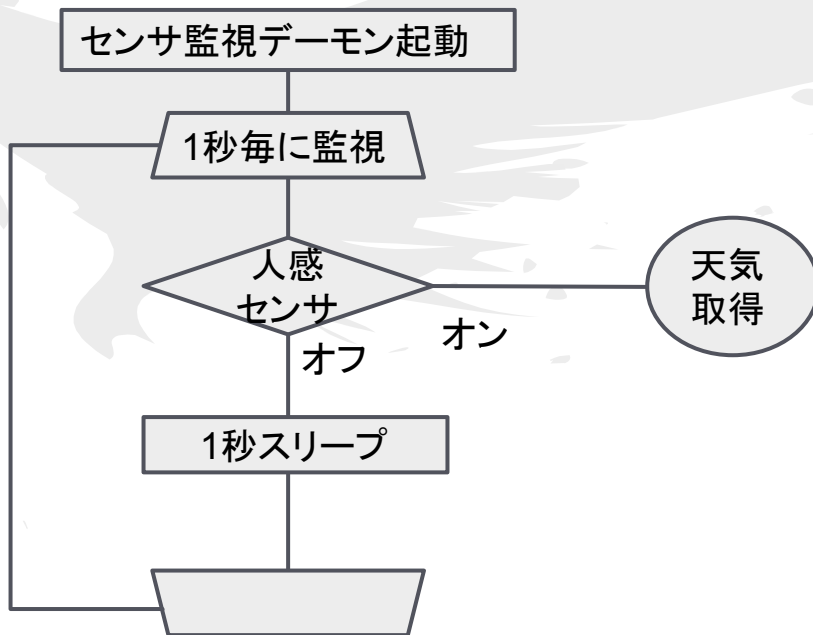 センサ監視デーモン起動
1秒毎に監視
人感
センサ
天気
取得
オン
オフ
1秒スリープ